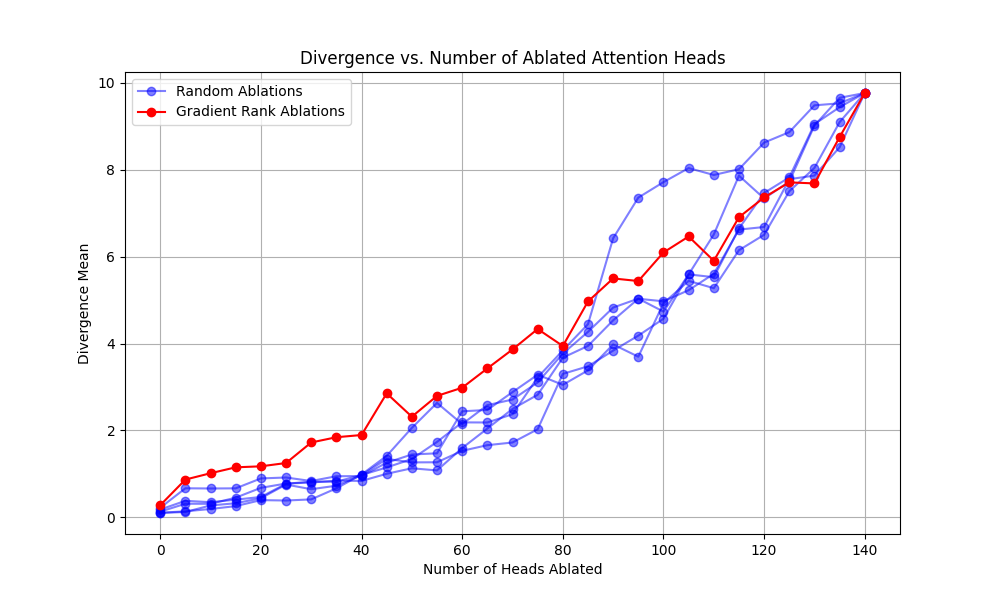 Divergence vs. Number of Ablated Attention Heads
Random Ablations
Gradient Rank Ablations
Divergence Mean
10
8
6
4
2
0
0 20 40 60 80 100 120 140
Number of Heads Ablated